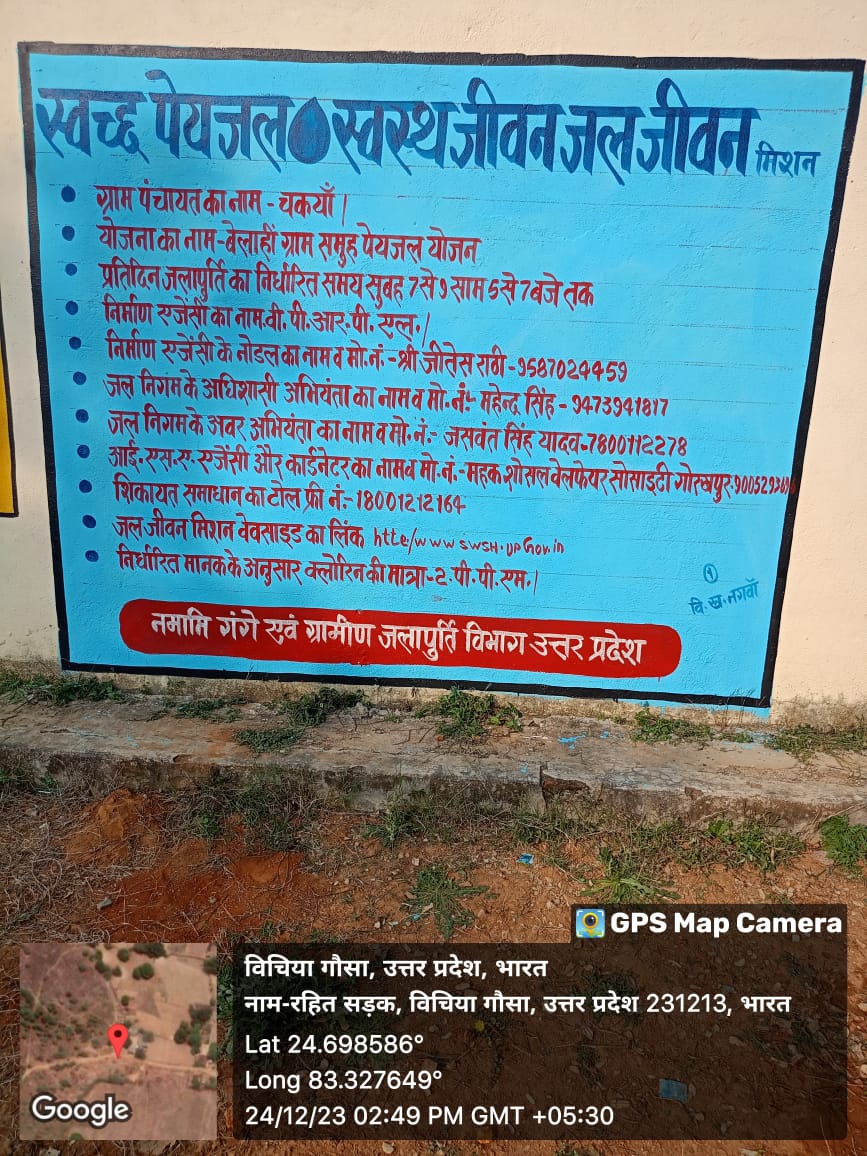 स्वच्छ पेयजल स्वस्थ जीवन जल जीवन मिशन
ग्राम पंचायत का नाम - चकयाँ |
योजना का नाम - बेलाही ग्राम समुह पेयजल योजन
प्रतिदिन जलापुर्ति का निर्धारित समय सुबह 7 से 9 साम 5 से 7 बजे तक
निर्माण एजेंसी का नाम. वी. पी. आर. पी. एल. |
निर्माण एजेंसी के नोडल का नाम व मो. नं. - श्री जीतेस राठी - 9587024459
जल निगम के अधिशासी अभियंता का नाम व मो. नं:- महेन्द्र सिंह - 9473941817
जल निगम के अवर अभियंता का नाम व मो. नं:- जसवंत सिंह यादव - 7800112278
आई. एस. ए. एजेंसी और कार्डनेटर का नाम व मो. नं. - महक शोसल वेलफेयर सोसाइटी गोरखपुर.
शिकायत समाधान का टोल फ्री नं:- 18001212164
जल जीवन मिशन वेवसाइड का लिंक htte:/www.swSH.UPGov.in
निर्धारित मानक के अनुसार क्लोरिन की मात्रा - 2. पी. पी. एम. |
1
वि. ख. नगवाँ
नमामि गंगे एवं ग्रामीण जलापुर्ति विभाग उत्तर प्रदेश
GPS Map Camera
विचिया गौसा, उत्तर प्रदेश, भारत
नाम-रहित सड़क, विचिया गौसा, उत्तर प्रदेश 231213, भारत
Lat 24.698586°
Long 83.327649°
24/12/23 02:49 PM GMT +05:30
Google